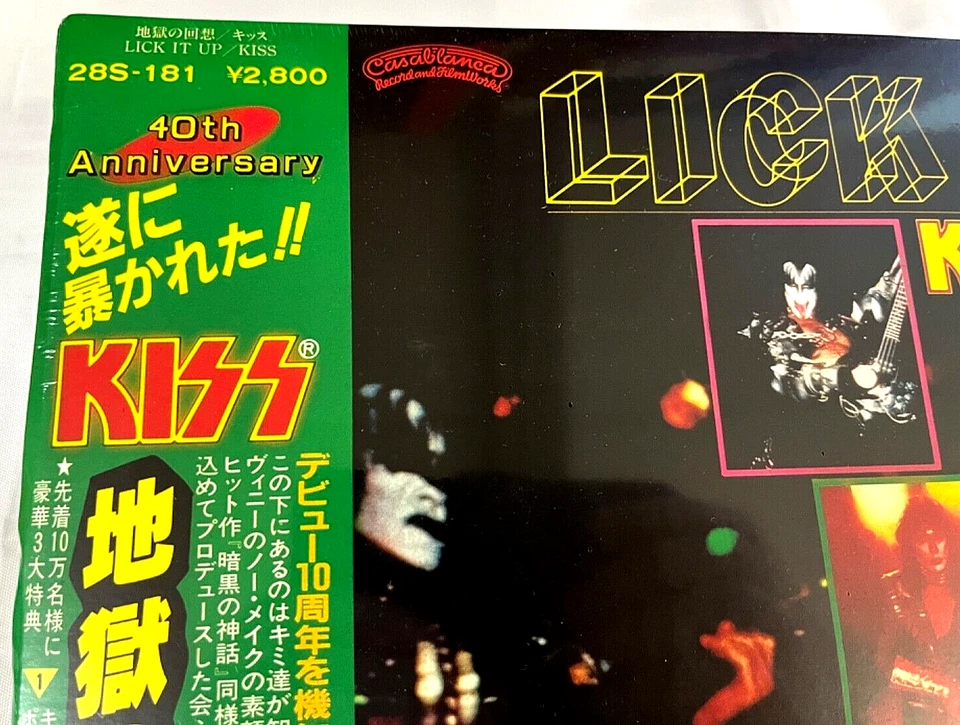 地獄の回想／キッス
LICK IT UP／KISS
28S-181 ¥2,800
40th
Anniversary
遂に
暴かれた!!
KISS®
デビュー10周年を機
この下にあるのはキミ達が
ヴィニーのノー・メイクの素
ヒット作『暗黒の神話』同様
込めてプロデュースした会
地獄
★先着10万名様に
豪華3大特典
1
キ
ポ
Casablanca
Record and FilmWorks
LICK
K